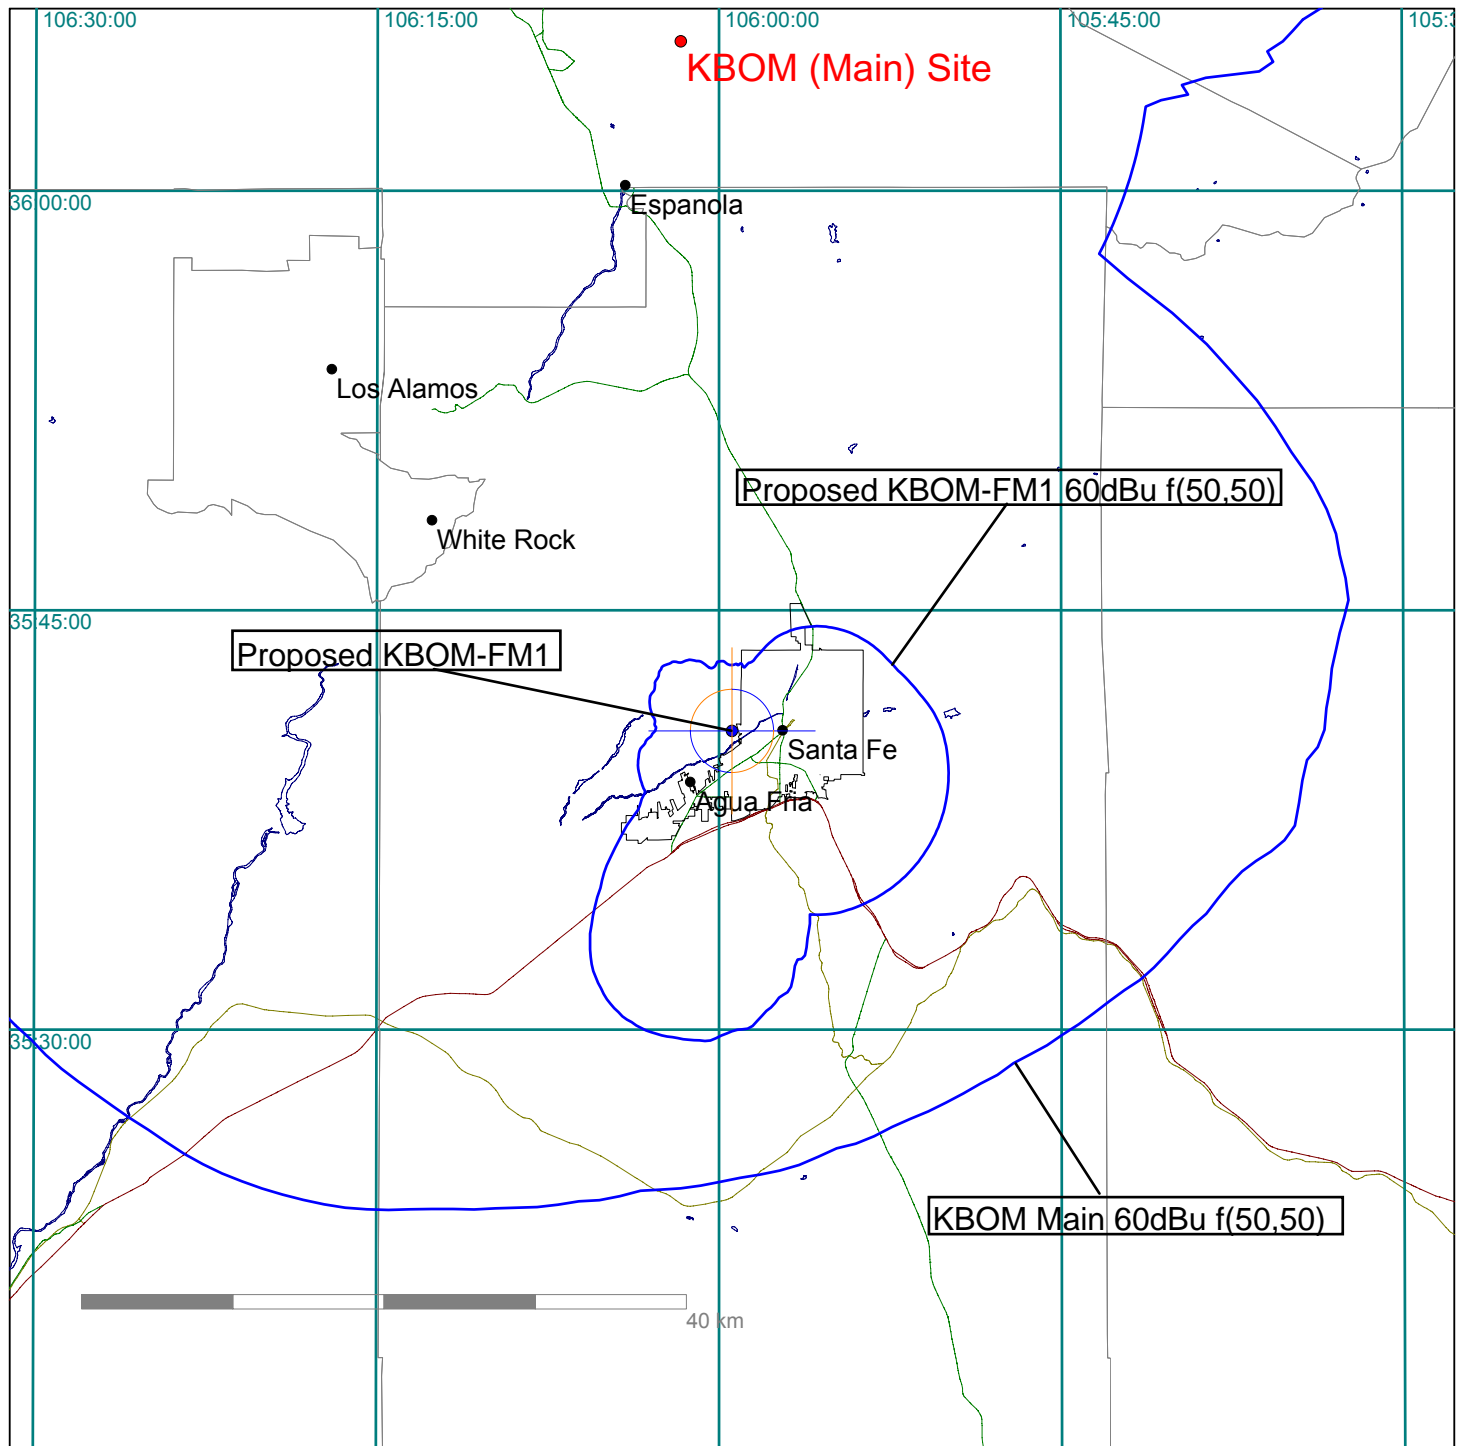 106:30:00
106:15:00
106:00:00
105:45:00
KBOM (Main) Site
36:00:00
Espanola
Los Alamos
Proposed KBOM-FM1 60dBu f(50,50)
White Rock
35:45:00
Proposed KBOM-FM1
Santa Fe
Agua Fria
35:30:00
KBOM Main 60dBu f(50,50)
40 km